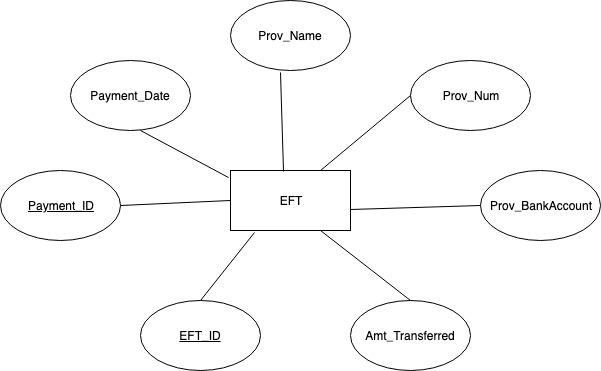 Prov_Name
Payment_Date
Prov_Num
Payment_ID
EFT
Prov_BankAccount
EFT_ID
Amt_Transferred